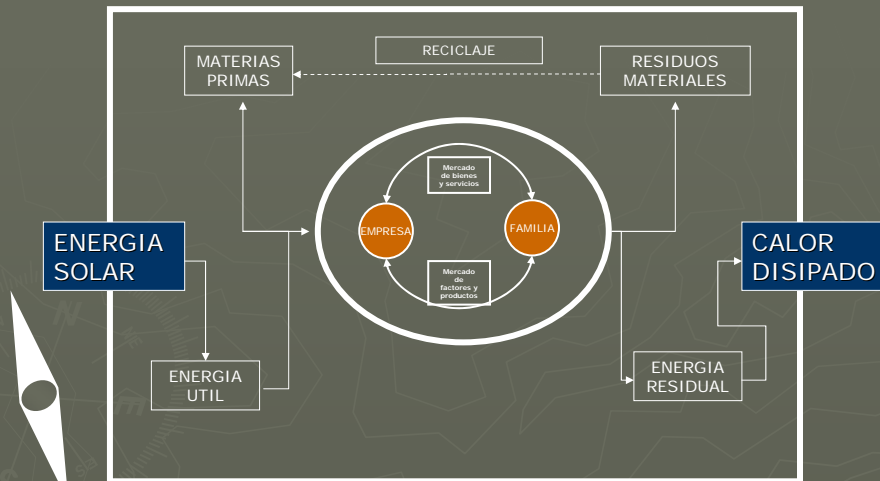 MATERIAS
PRIMAS
RECICLAJE
RESIDUOS
MATERIALES
Mercado
de bienes
y servicios
EMPRESA
FAMILIA
ENERGIA
SOLAR
CALOR
DISIPADO
Mercado
de
factores y
productos
ENERGIA
UTIL
ENERGIA
RESIDUAL
N
E